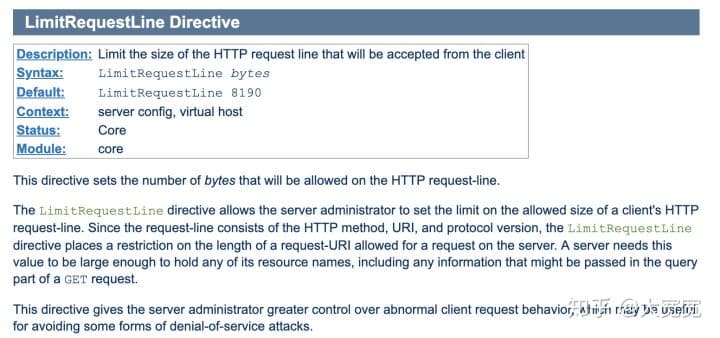 LimitRequestLine Directive
Description: Limit the size of the HTTP request line that will be accepted from the client
Syntax: LimitRequestLine bytes
Default: LimitRequestLine 8190
Context: server config, virtual host
Status: Core
Module: core
This directive sets the number of bytes that will be allowed on the HTTP request-line.
The LimitRequestLine directive allows the server administrator to set the limit on the allowed size of a client's HTTP
request-line. Since the request-line consists of the HTTP method, URI, and protocol version, the LimitRequestLine
directive places a restriction on the length of a request-URI allowed for a request on the server. A server needs this
value to be large enough to hold any of its resource names, including any information that might be passed in the query
part of a GET request.
This directive gives the server administrator greater control over abnormal client request behavior, which may be useful
for avoiding some forms of denial-of-service attacks.
知乎 @大宽宽